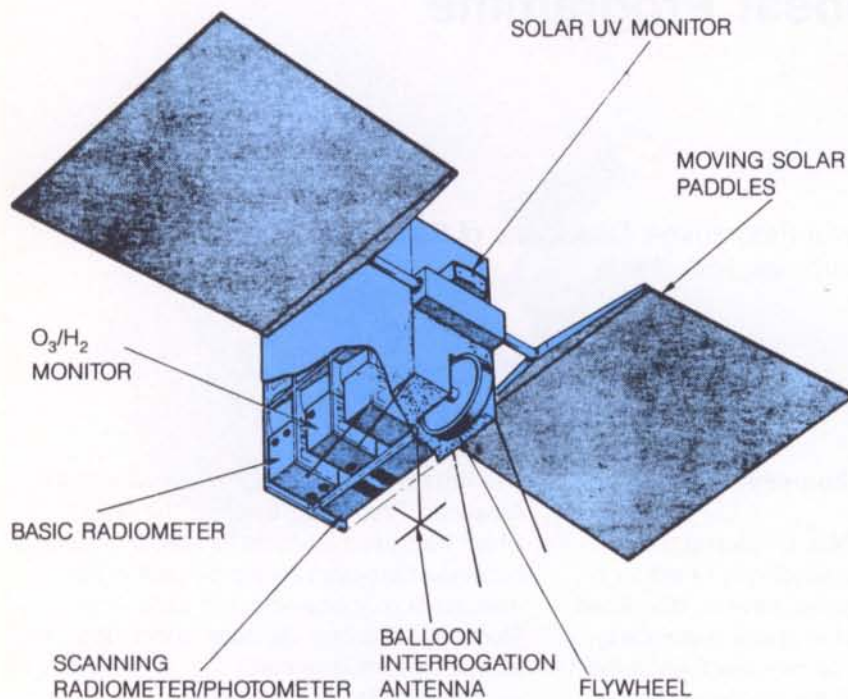 SOLAR UV MONITOR
MOVING SOLAR
PADDLES
O₃/H₂
MONITOR
BASIC RADIOMETER
SCANNING
RADIOMETER/PHOTOMETER
BALLOON
INTERROGATION
ANTENNA
FLYWHEEL